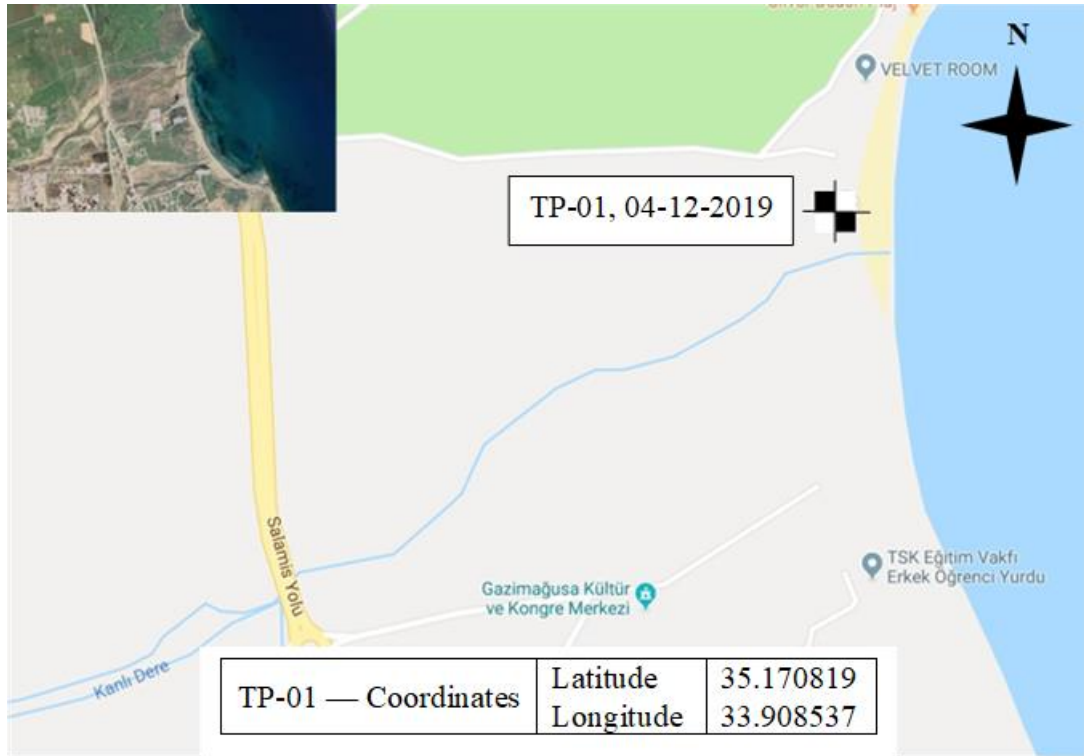 N
VELVET ROOM
TP-01, 04-12-2019
Salamis Yolu
TSK Eğitim Vakfı
Erkek Öğrenci Yurdu
Gazimağusa Kültür
ve Kongre Merkezi
Kanlı Dere
TP-01 — Coordinates
Latitude 35.170819
Longitude 33.908537